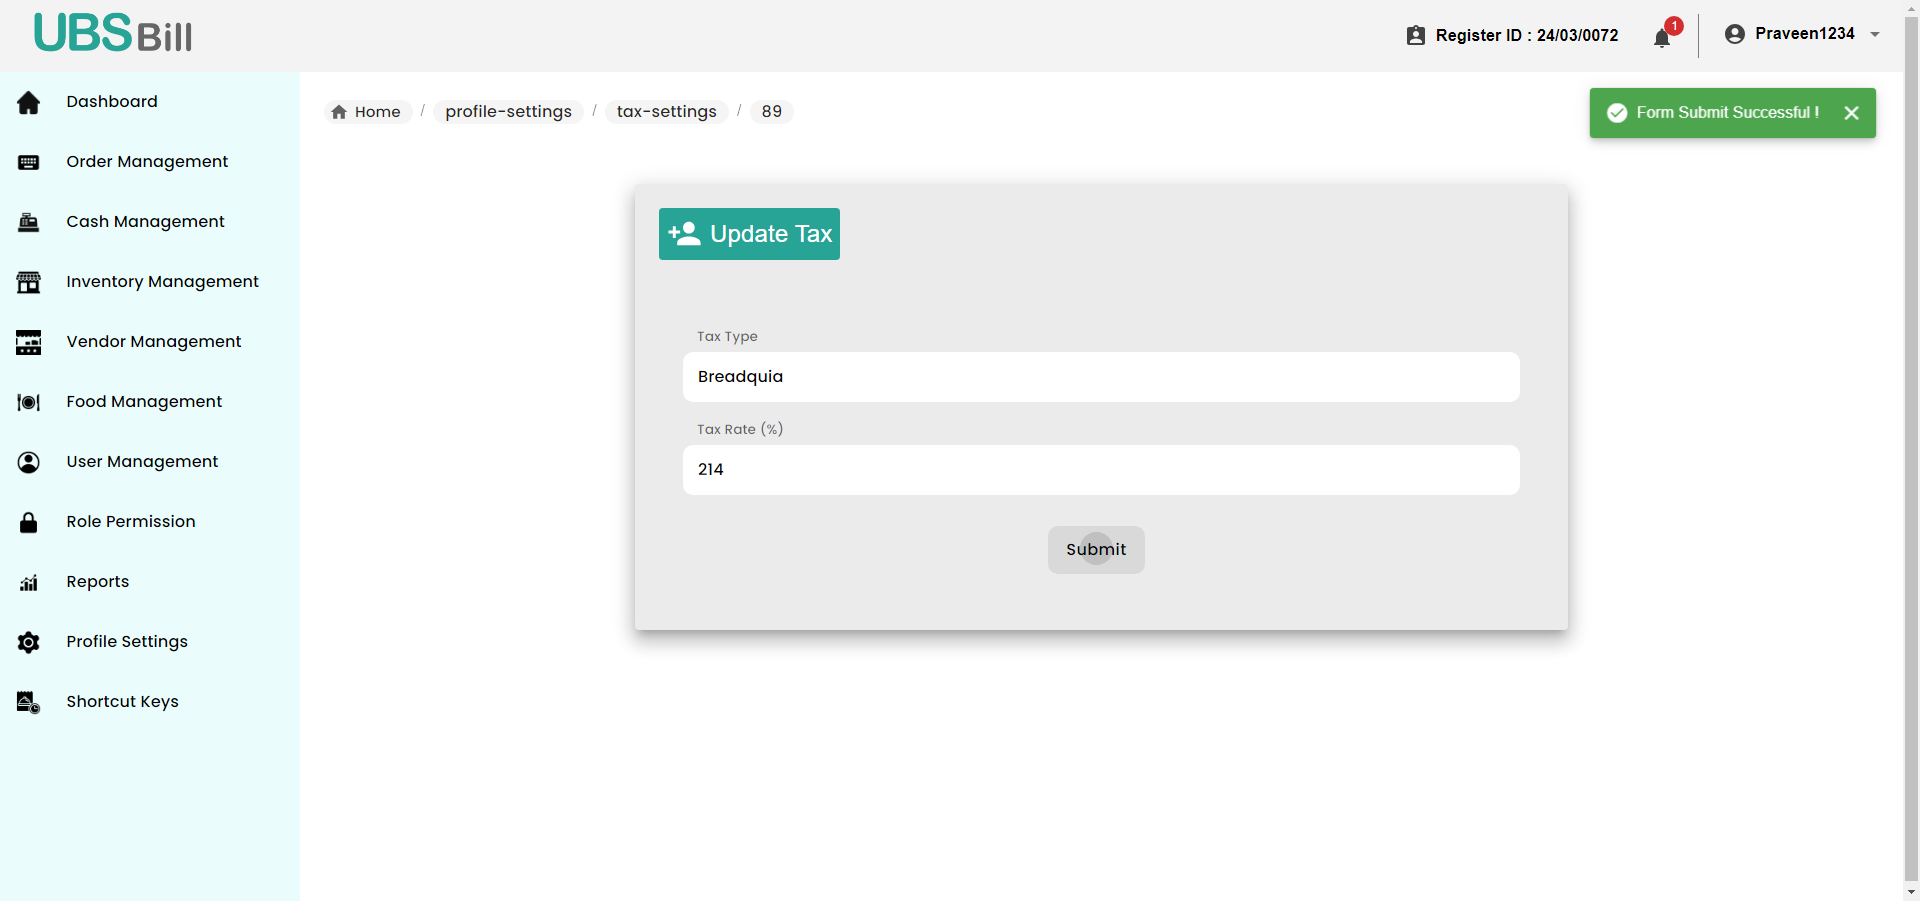 UBS Bill
Register ID : 24/03/0072
1
Praveen1234
Dashboard
Order Management
Cash Management
Inventory Management
Vendor Management
Food Management
User Management
Role Permission
Reports
Profile Settings
Shortcut Keys
Home / profile-settings / tax-settings / 89
Form Submit Successful !
Update Tax
Tax Type
Breadquia
Tax Rate (%)
214
Submit